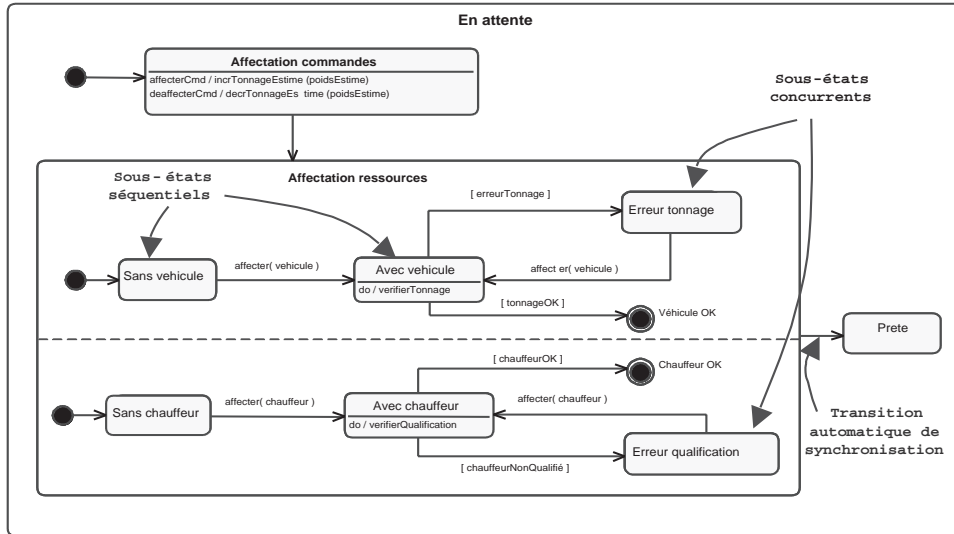 En attente
Affectation commandes
affecterCmd / incrTonnageEstime (poidsEstime)
deaffecterCmd / decrTonnageEs time (poidsEstime)
Sous-états
concurrents
Affectation ressources
Sous- états
séquentiels
[ erreurTonnage ]
Erreur tonnage
Sans vehicule
affecter( vehicule )
Avec vehicule
do / verifierTonnage
affect er( vehicule )
[ tonnageOK ]
Véhicule OK
Prete
[ chauffeurOK ]
Chauffeur OK
Sans chauffeur
affecter( chauffeur )
Avec chauffeur
do / verifierQualification
affecter( chauffeur )
Erreur qualification
[ chauffeurNonQualifié ]
Transition
automatique de
synchronisation